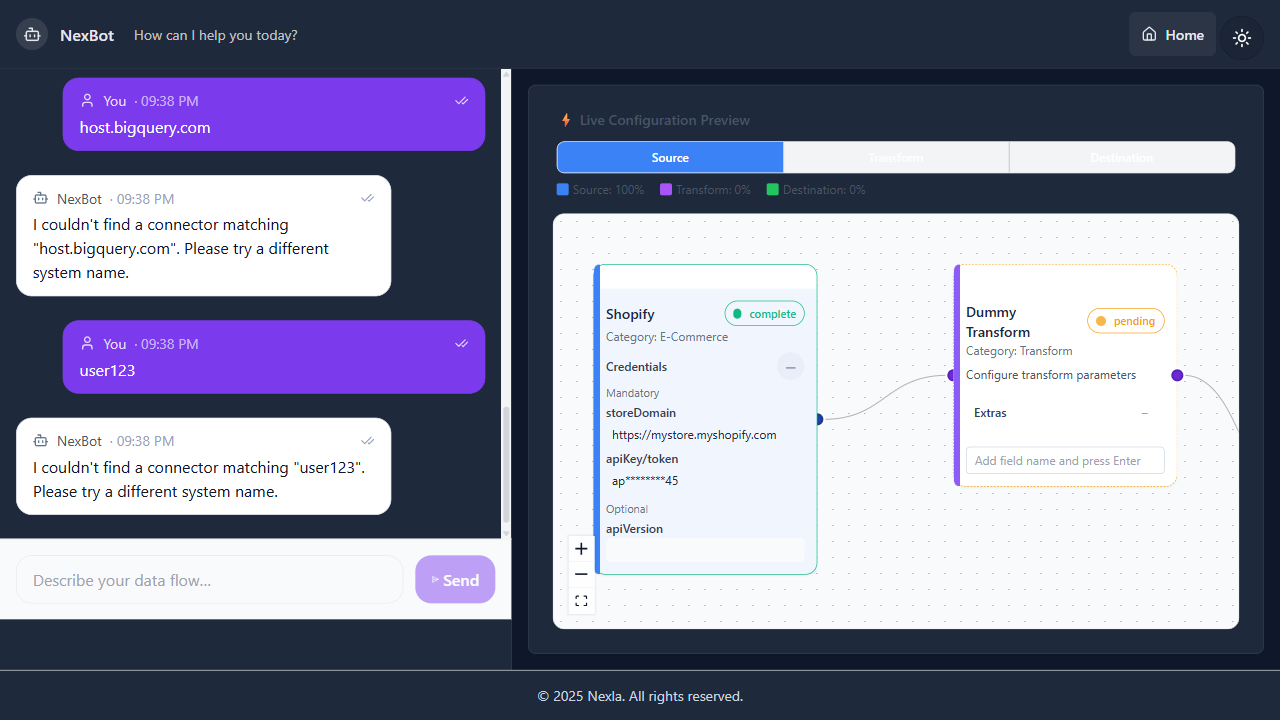 NexBot
How can I help you today?
Home
You · 09:38 PM
host.bigquery.com
NexBot · 09:38 PM
I couldn't find a connector matching
"host.bigquery.com". Please try a different
system name.
You · 09:38 PM
user123
NexBot · 09:38 PM
I couldn't find a connector matching "user123".
Please try a different system name.
Describe your data flow...
Send
Live Configuration Preview
Source
Transform
Destination
Source: 100%
Transform: 0%
Destination: 0%
Shopify
complete
Category: E-Commerce
Credentials
Mandatory
storeDomain
https://mystore.myshopify.com
apiKey/token
ap********45
Optional
apiVersion
Dummy
Transform
pending
Category: Transform
Configure transform parameters
Extras
Add field name and press Enter
© 2025 Nexla. All rights reserved.